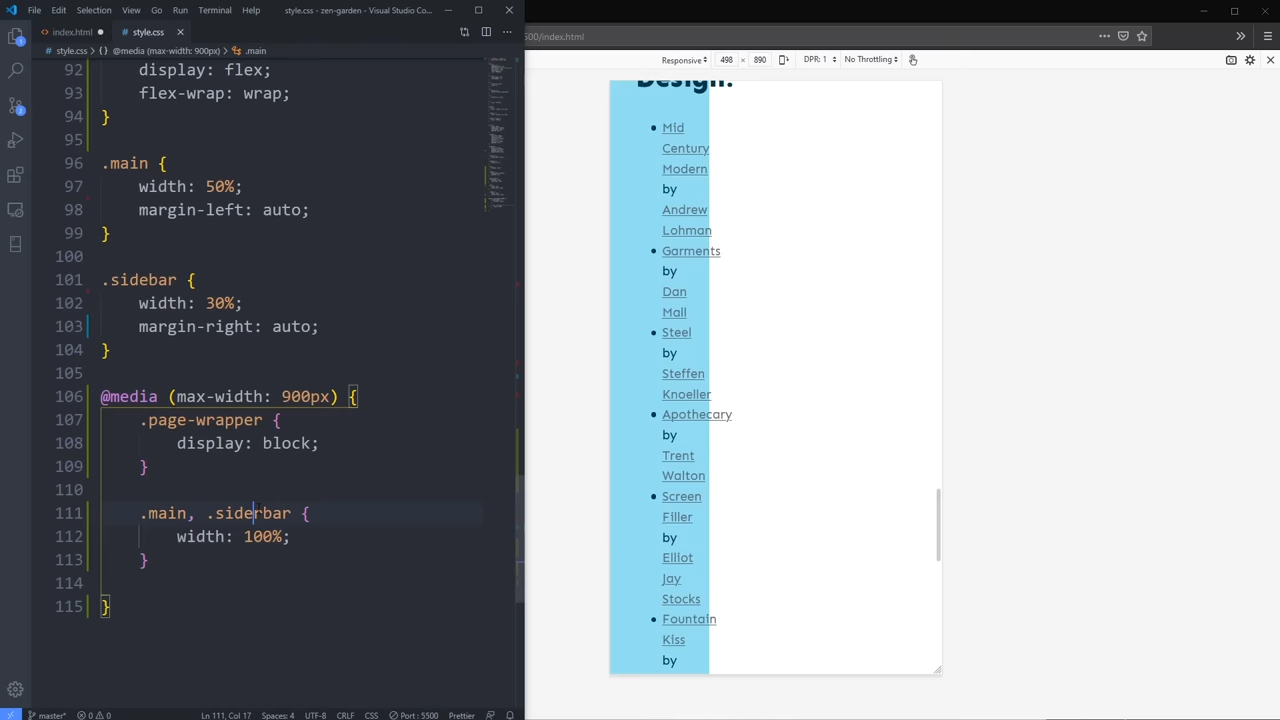 File Edit Selection View Go Run Terminal Help style.css - zen-garden - Visual Studio Co...
index.html style.css
style.css > {} @media (max-width: 900px) > .main
92 display: flex;
93 flex-wrap: wrap;
94 }
95
96 .main {
97 width: 50%;
98 margin-left: auto;
99 }
100
101 .sidebar {
102 width: 30%;
103 margin-right: auto;
104 }
105
106 @media (max-width: 900px) {
107 .page-wrapper {
108 display: block;
109 }
110
111 .main, .siderbar {
112 width: 100%;
113 }
114
115 }
master* 0 0 Ln 111, Col 17 Spaces: 4 UTF-8 CRLF CSS Port : 5500 Prettier
500/index.html
Responsive 498 × 890 DPR: 1 No Throttling
Design:
Mid
Century
Modern
by
Andrew
Lohman
Garments
by
Dan
Mall
Steel
by
Steffen
Knoeller
Apothecary
by
Trent
Walton
Screen
Filler
by
Elliot
Jay
Stocks
Fountain
Kiss
by